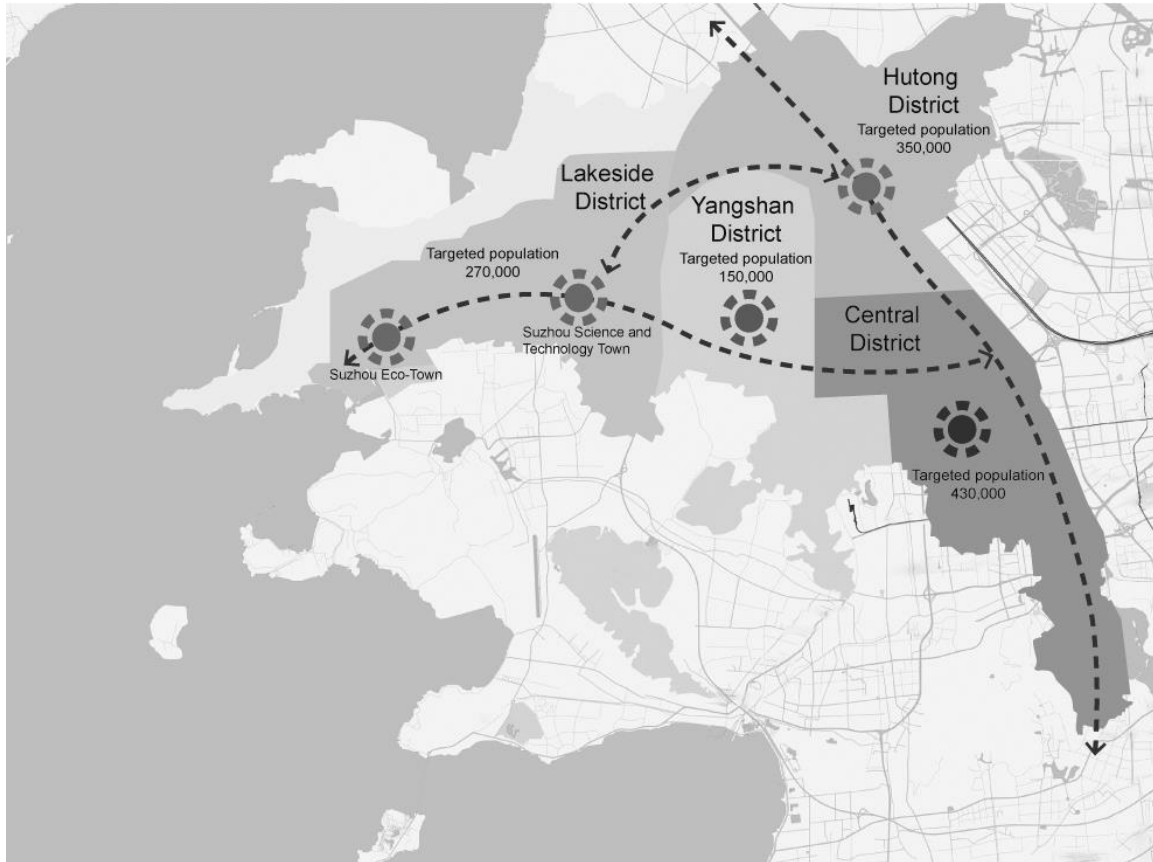 Hutong
District
Targeted population
350,000
Lakeside
District
Yangshan
District
Targeted population
150,000
Targeted population
270,000
Central
District
Suzhou Science and
Technology Town
Suzhou Eco-Town
Targeted population
430,000